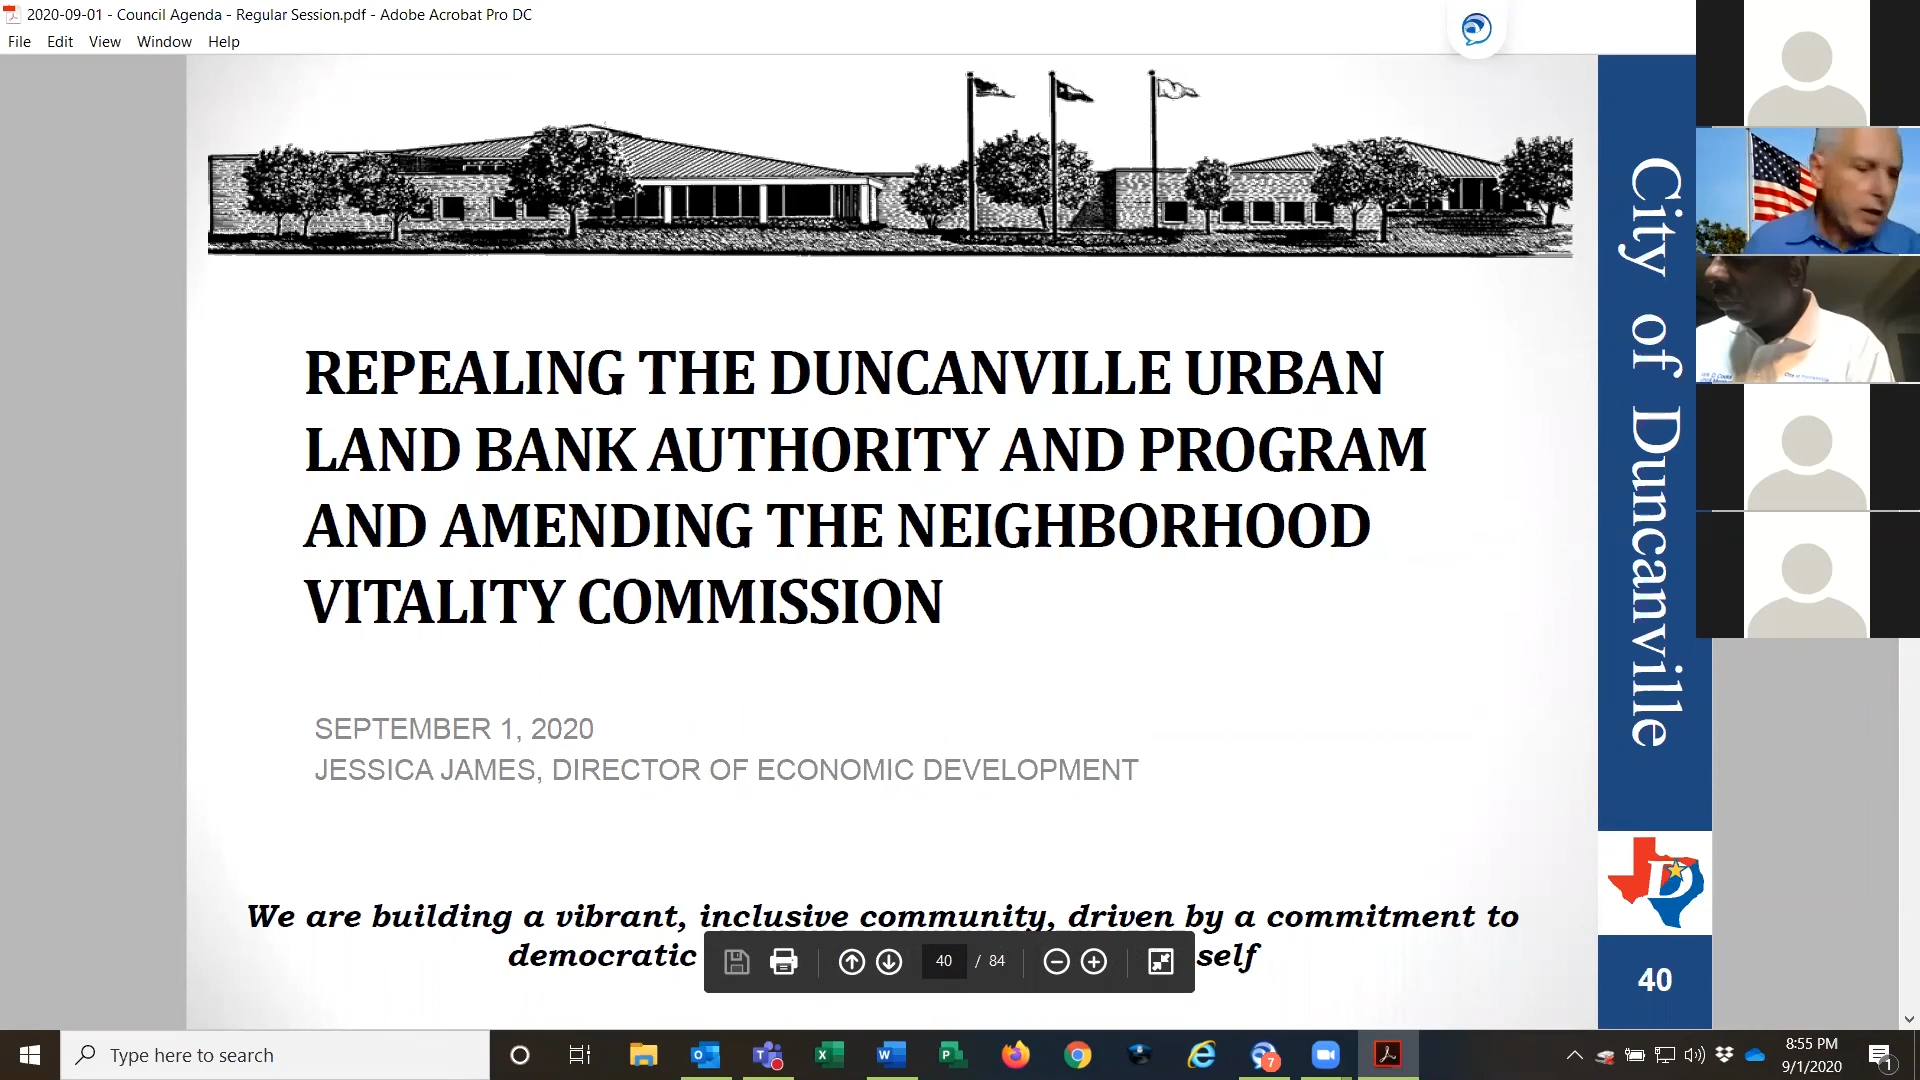 2020-09-01 - Council Agenda - Regular Session.pdf - Adobe Acrobat Pro DC
File Edit View Window Help
REPEALING THE DUNCANVILLE URBAN
LAND BANK AUTHORITY AND PROGRAM
AND AMENDING THE NEIGHBORHOOD
VITALITY COMMISSION
SEPTEMBER 1, 2020
JESSICA JAMES, DIRECTOR OF ECONOMIC DEVELOPMENT
We are building a vibrant, inclusive community, driven by a commitment to
democratic
self
40 / 84
City of Duncanville
D
40
Type here to search
7
8:55 PM
9/1/2020
1